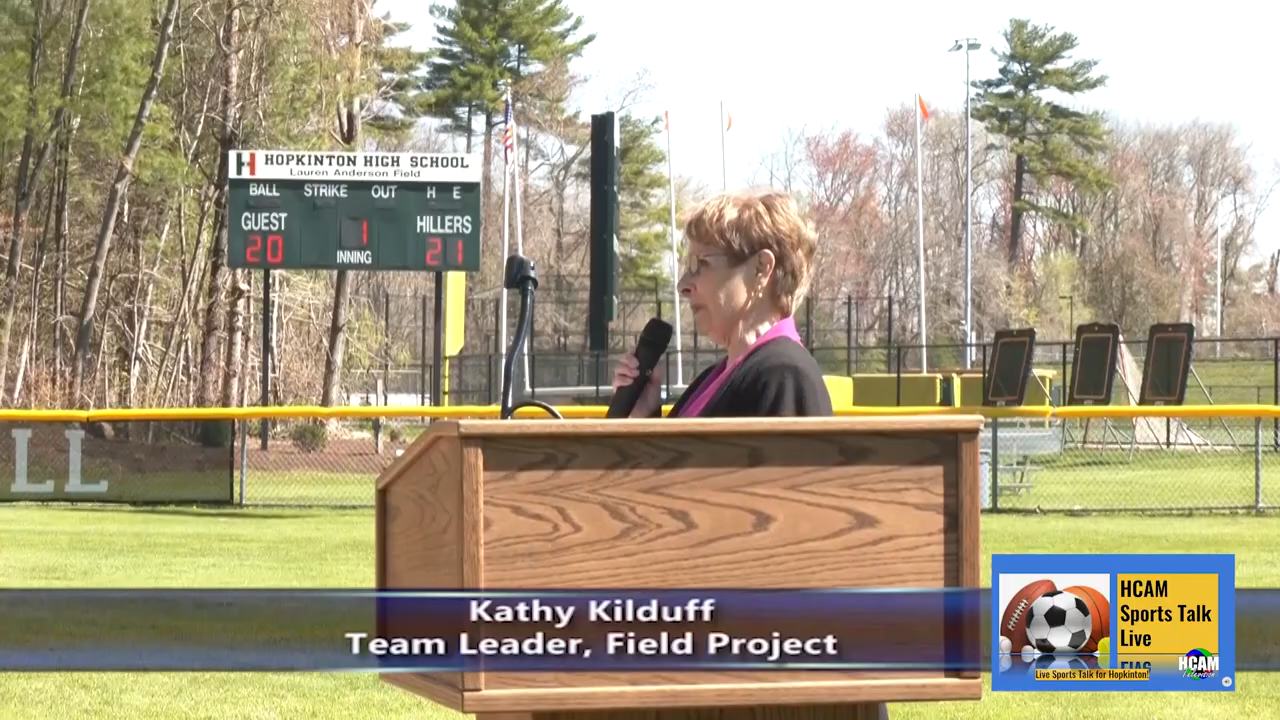 HOPKINTON HIGH SCHOOL
Lauren Anderson Field
BALL STRIKE OUT H E
GUEST 1 HILLERS
20 INNING 21
LL
Kathy Kilduff
Team Leader, Field Project
HCAM
Sports Talk
Live
Live Sports Talk for Hopkinton!
HCAM
Television